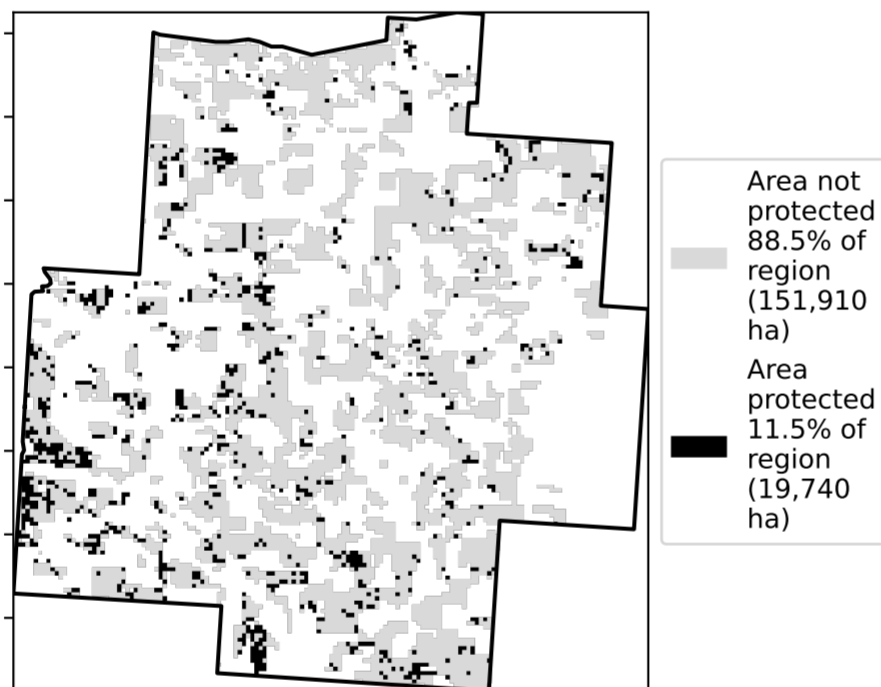 Area not
protected
88.5% of
region
(151,910
ha)
Area
protected
11.5% of
region
(19,740
ha)